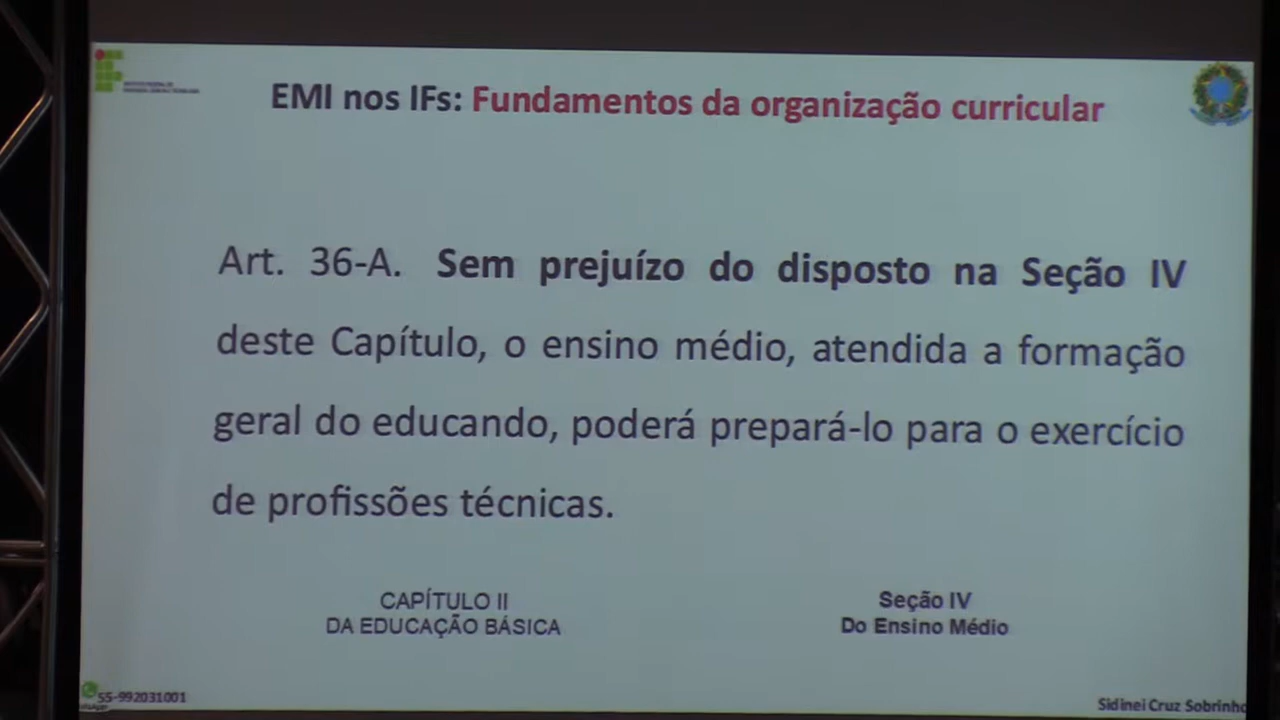 EMI nos IFs: Fundamentos da organização curricular
Art. 36-A. Sem prejuízo do disposto na Seção IV
deste Capítulo, o ensino médio, atendida a formação
geral do educando, poderá prepará-lo para o exercício
de profissões técnicas.
CAPÍTULO II
DA EDUCAÇÃO BÁSICA
Seção IV
Do Ensino Médio
55-992031001
Sidinei Cruz Sobrinho